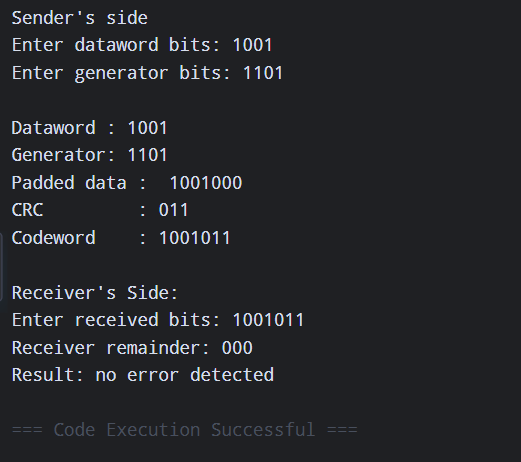 Sender's side
Enter dataword bits: 1001
Enter generator bits: 1101
Dataword : 1001
Generator: 1101
Padded data :  1001000
CRC        : 011
Codeword    : 1001011
Receiver's Side:
Enter received bits: 1001011
Receiver remainder: 000
Result: no error detected
=== Code Execution Successful ===